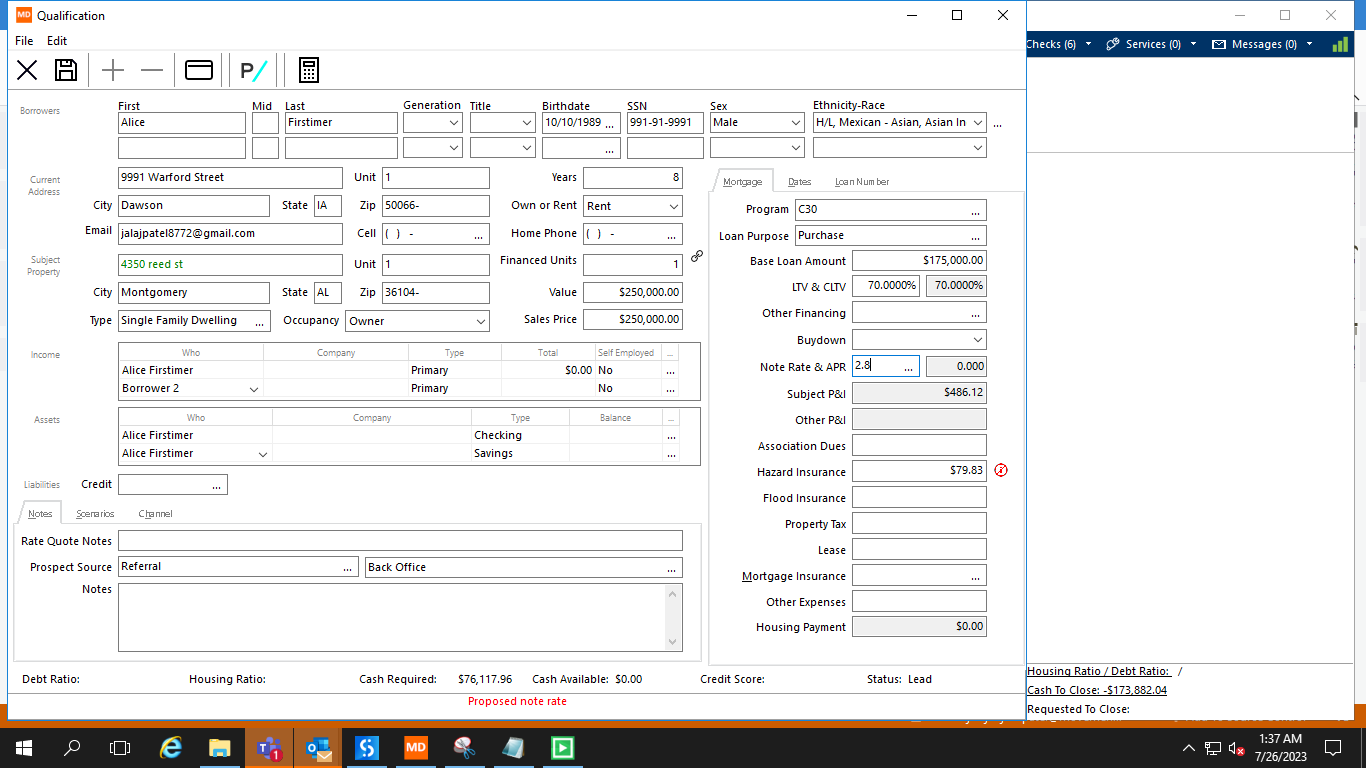 MD Qualification
File Edit
P/
Checks (6) Services (0) Messages (0)
Borrowers First Mid Last Generation Title Birthdate SSN Sex Ethnicity-Race
Alice Firstimer 10/10/1989 ... 991-91-9991 Male H/L, Mexican - Asian, Asian In ...
...
Current Address 9991 Warford Street Unit 1 Years 8
City Dawson State IA Zip 50066- Own or Rent Rent
Email jalajpatel8772@gmail.com Cell ( ) - ... Home Phone ( ) - ...
Subject Property 4350 reed st Unit 1 Financed Units 1
City Montgomery State AL Zip 36104- Value $250,000.00
Type Single Family Dwelling ... Occupancy Owner Sales Price $250,000.00
Income Who Company Type Total Self Employed ...
Alice Firstimer Primary $0.00 No ...
Borrower 2 Primary No ...
Assets Who Company Type Balance ...
Alice Firstimer Checking ...
Alice Firstimer Savings ...
Liabilities Credit ...
Notes Scenarios Channel
Rate Quote Notes
Prospect Source Referral ... Back Office ...
Notes
Mortgage Dates Loan Number
Program C30 ...
Loan Purpose Purchase ...
Base Loan Amount $175,000.00
LTV & CLTV 70.0000% 70.0000%
Other Financing ...
Buydown
Note Rate & APR 2.8 ... 0.000
Subject P&I $486.12
Other P&I
Association Dues
Hazard Insurance $79.83
Flood Insurance
Property Tax
Lease
Mortgage Insurance ...
Other Expenses
Housing Payment $0.00
Debt Ratio: Housing Ratio: Cash Required: $76,117.96 Cash Available: $0.00 Credit Score: Status: Lead
Proposed note rate
Housing Ratio / Debt Ratio: /
Cash To Close: -$173,882.04
Requested To Close:
1
MD
1:37 AM
7/26/2023